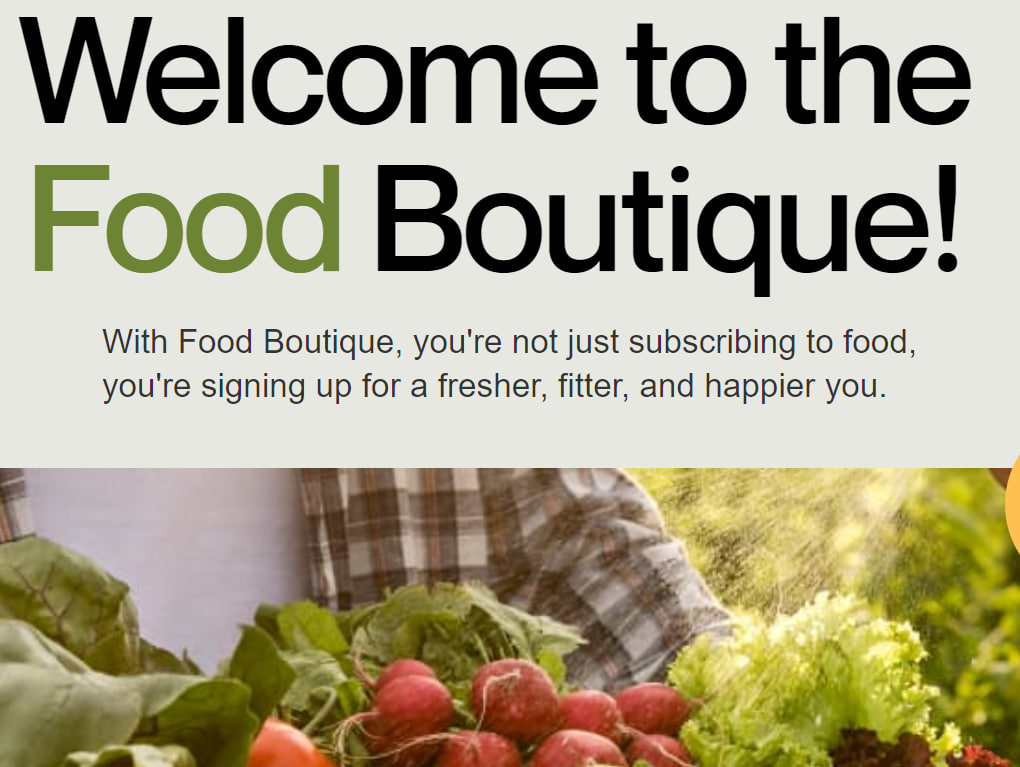 Welcome to the
Food Boutique!
With Food Boutique, you're not just subscribing to food,
you're signing up for a fresher, fitter, and happier you.